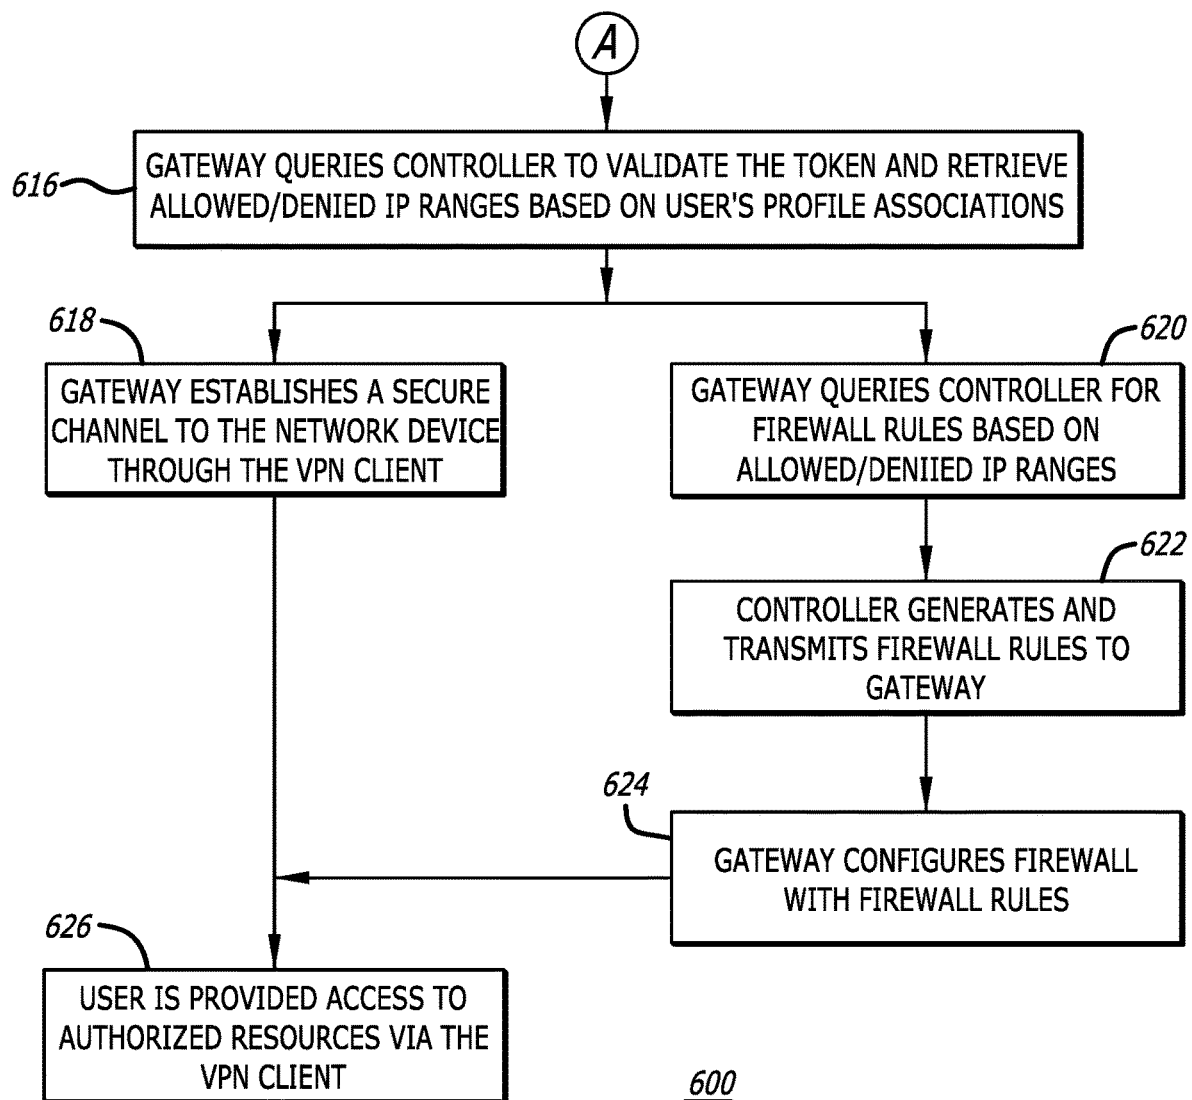 A
616
GATEWAY QUERIES CONTROLLER TO VALIDATE THE TOKEN AND RETRIEVE
ALLOWED/DENIED IP RANGES BASED ON USER'S PROFILE ASSOCIATIONS
618
GATEWAY ESTABLISHES A SECURE
CHANNEL TO THE NETWORK DEVICE
THROUGH THE VPN CLIENT
620
GATEWAY QUERIES CONTROLLER FOR
FIREWALL RULES BASED ON
ALLOWED/DENIIED IP RANGES
622
CONTROLLER GENERATES AND
TRANSMITS FIREWALL RULES TO
GATEWAY
624
GATEWAY CONFIGURES FIREWALL
WITH FIREWALL RULES
626
USER IS PROVIDED ACCESS TO
AUTHORIZED RESOURCES VIA THE
VPN CLIENT
600